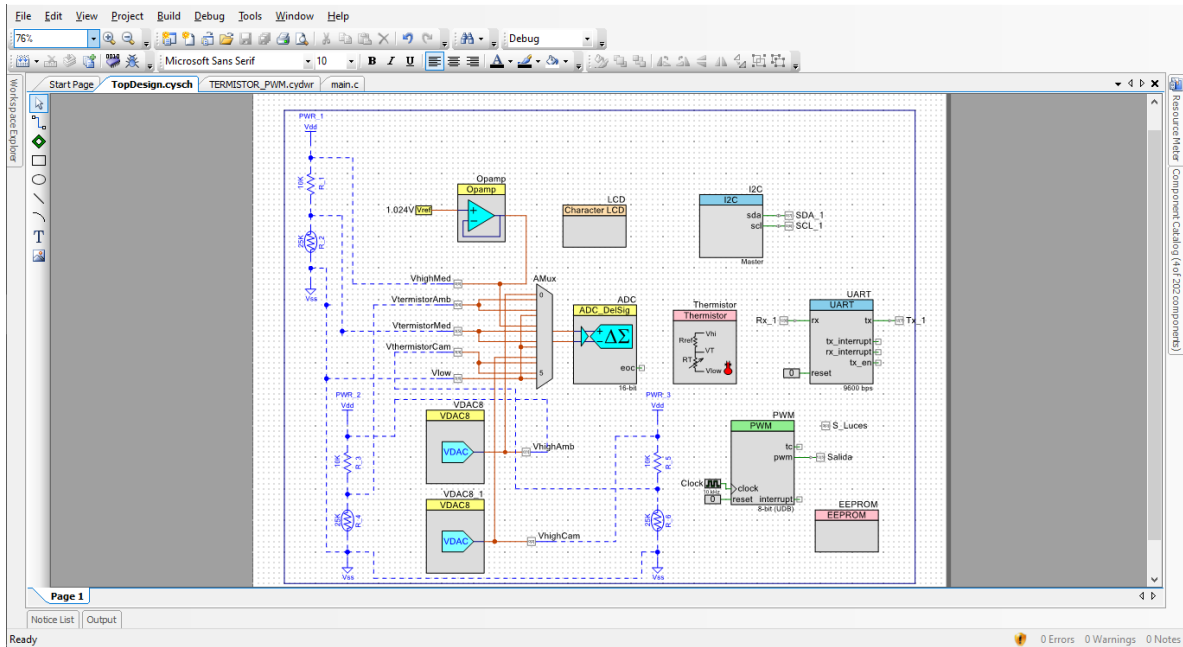 File Edit View Project Build Debug Tools Window Help
76% Debug
Microsoft Sans Serif 10 B I U A
Start Page TopDesign.cysch TERMISTOR_PWM.cydwr main.c
Workspace Explorer
T
Resource Meter
Component Catalog (4 of 202 components)
PWR_1
Vdd
10K R_1
25K R_2
Vss
Opamp
Opamp
1.024V Vref
LCD
Character LCD
I2C
I2C
sda SDA_1
scl SCL_1
Master
VhighMed
VtermistorAmb
VtermistorMed
VthermistorCam
Vlow
AMux
0
5
ADC
ADC_DelSig
ΔΣ
eoc
16-bit
Thermistor
Thermistor
Vhi
Rref
VT
RT
Vlow
UART
UART
Rx_1 rx tx Tx_1
tx_interrupt
rx_interrupt
tx_en
0 reset
9600 bps
PWR_2
Vdd
10K R_3
25K R_4
Vss
VDAC8
VDAC8
VDAC
VhighAmb
VDAC8_1
VDAC8
VDAC
VhighCam
PWR_3
Vdd
10K R_5
25K R_6
Vss
PWM
PWM
tc
pwm Salida
Clock clock
10 kHz
0 reset interrupt
8-bit (UDB)
S_Luces
EEPROM
EEPROM
Page 1
Notice List Output
Ready 0 Errors 0 Warnings 0 Notes